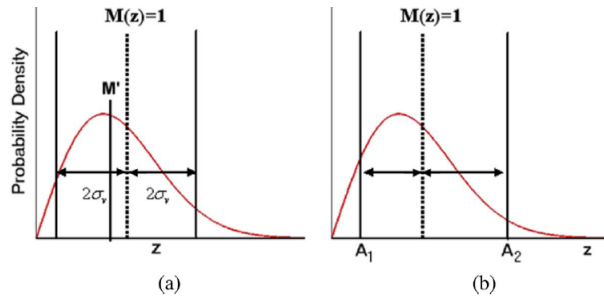 M(z)=1
M'
2σᵥ
2σᵥ
Probability Density
z
(a)
M(z)=1
A₁
A₂
z
(b)